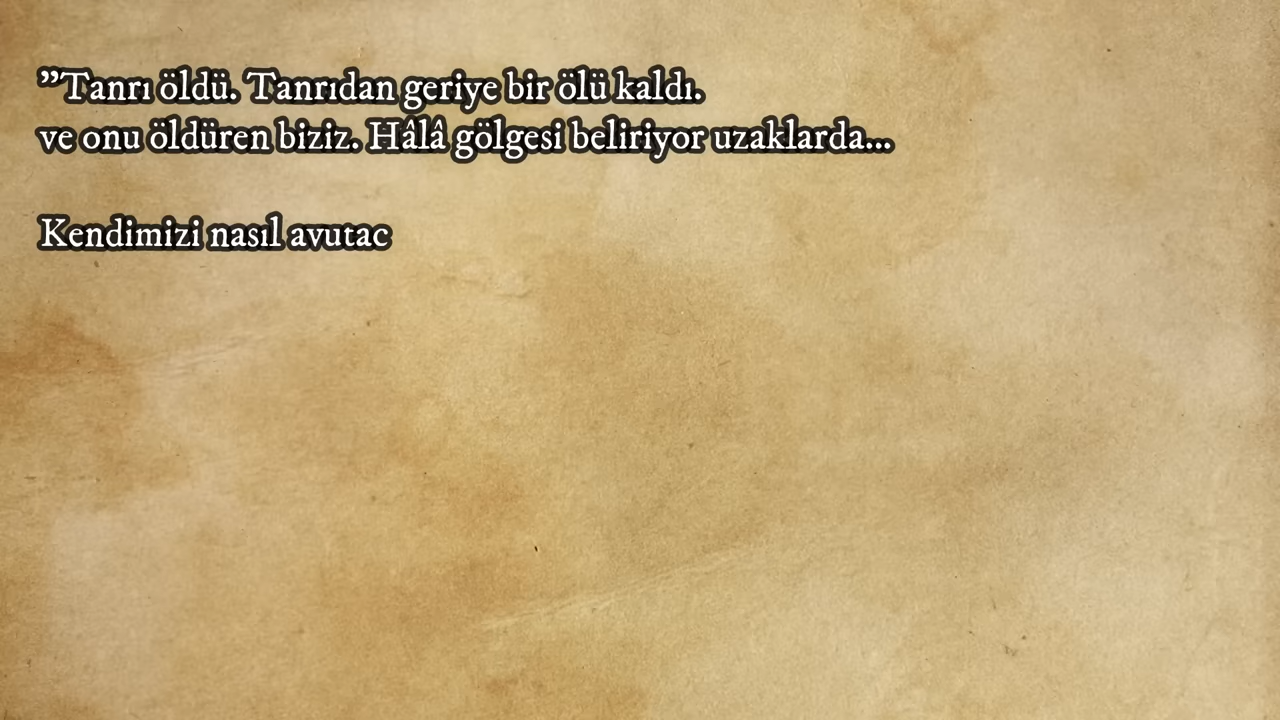 ”Tanrı öldü. Tanrıdan geriye bir ölü kaldı.
ve onu öldüren biziz. Hâlâ gölgesi beliriyor uzaklarda...
Kendimizi nasıl avutac